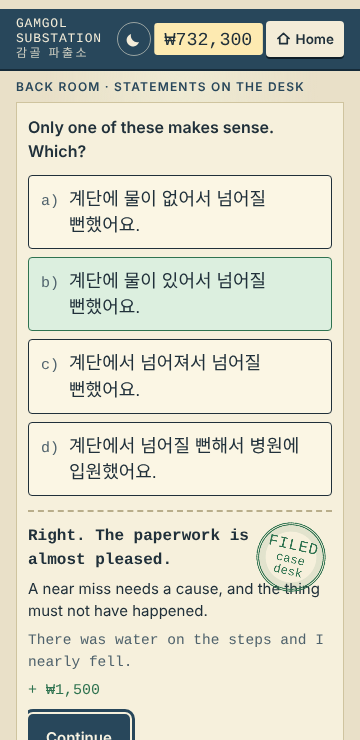 GAMGOL
SUBSTATION
감골 파출소
₩732,300
Home
BACK ROOM · STATEMENTS ON THE DESK
Only one of these makes sense.
Which?
a) 계단에 물이 없어서 넘어질
뻔했어요.
b) 계단에 물이 있어서 넘어질
뻔했어요.
c) 계단에서 넘어져서 넘어질
뻔했어요.
d) 계단에서 넘어질 뻔해서 병원에
입원했어요.
Right. The paperwork is
almost pleased.
FILED
case
desk
A near miss needs a cause, and the thing
must not have happened.
There was water on the steps and I
nearly fell.
+ ₩1,500
Continue